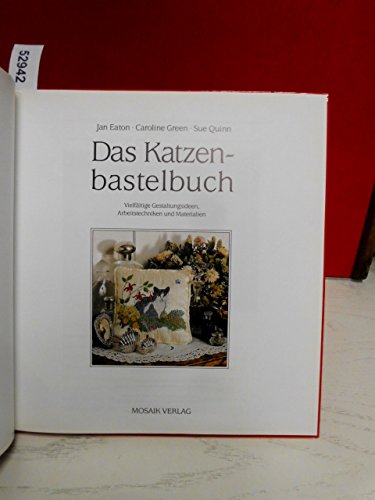 52942
Jan Eaton · Caroline Green · Sue Quinn
Das Katzen-
bastelbuch
Vielfältige Gestaltungsideen,
Arbeitstechniken und Materialien
MOSAIK VERLAG